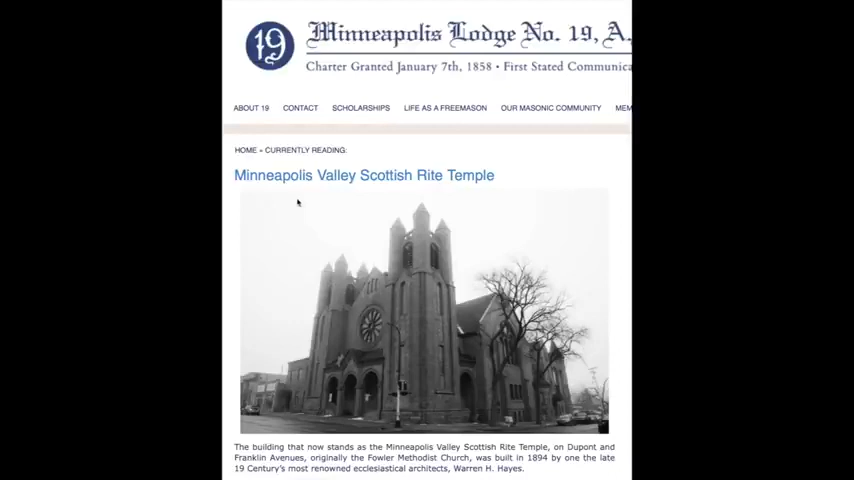 19
Minneapolis Lodge No. 19, A.
Charter Granted January 7th, 1858 • First Stated Communica
ABOUT 19 CONTACT SCHOLARSHIPS LIFE AS A FREEMASON OUR MASONIC COMMUNITY MEM
HOME » CURRENTLY READING:
Minneapolis Valley Scottish Rite Temple
The building that now stands as the Minneapolis Valley Scottish Rite Temple, on Dupont and
Franklin Avenues, originally the Fowler Methodist Church, was built in 1894 by one the late
19 Century's most renowned ecclesiastical architects, Warren H. Hayes.